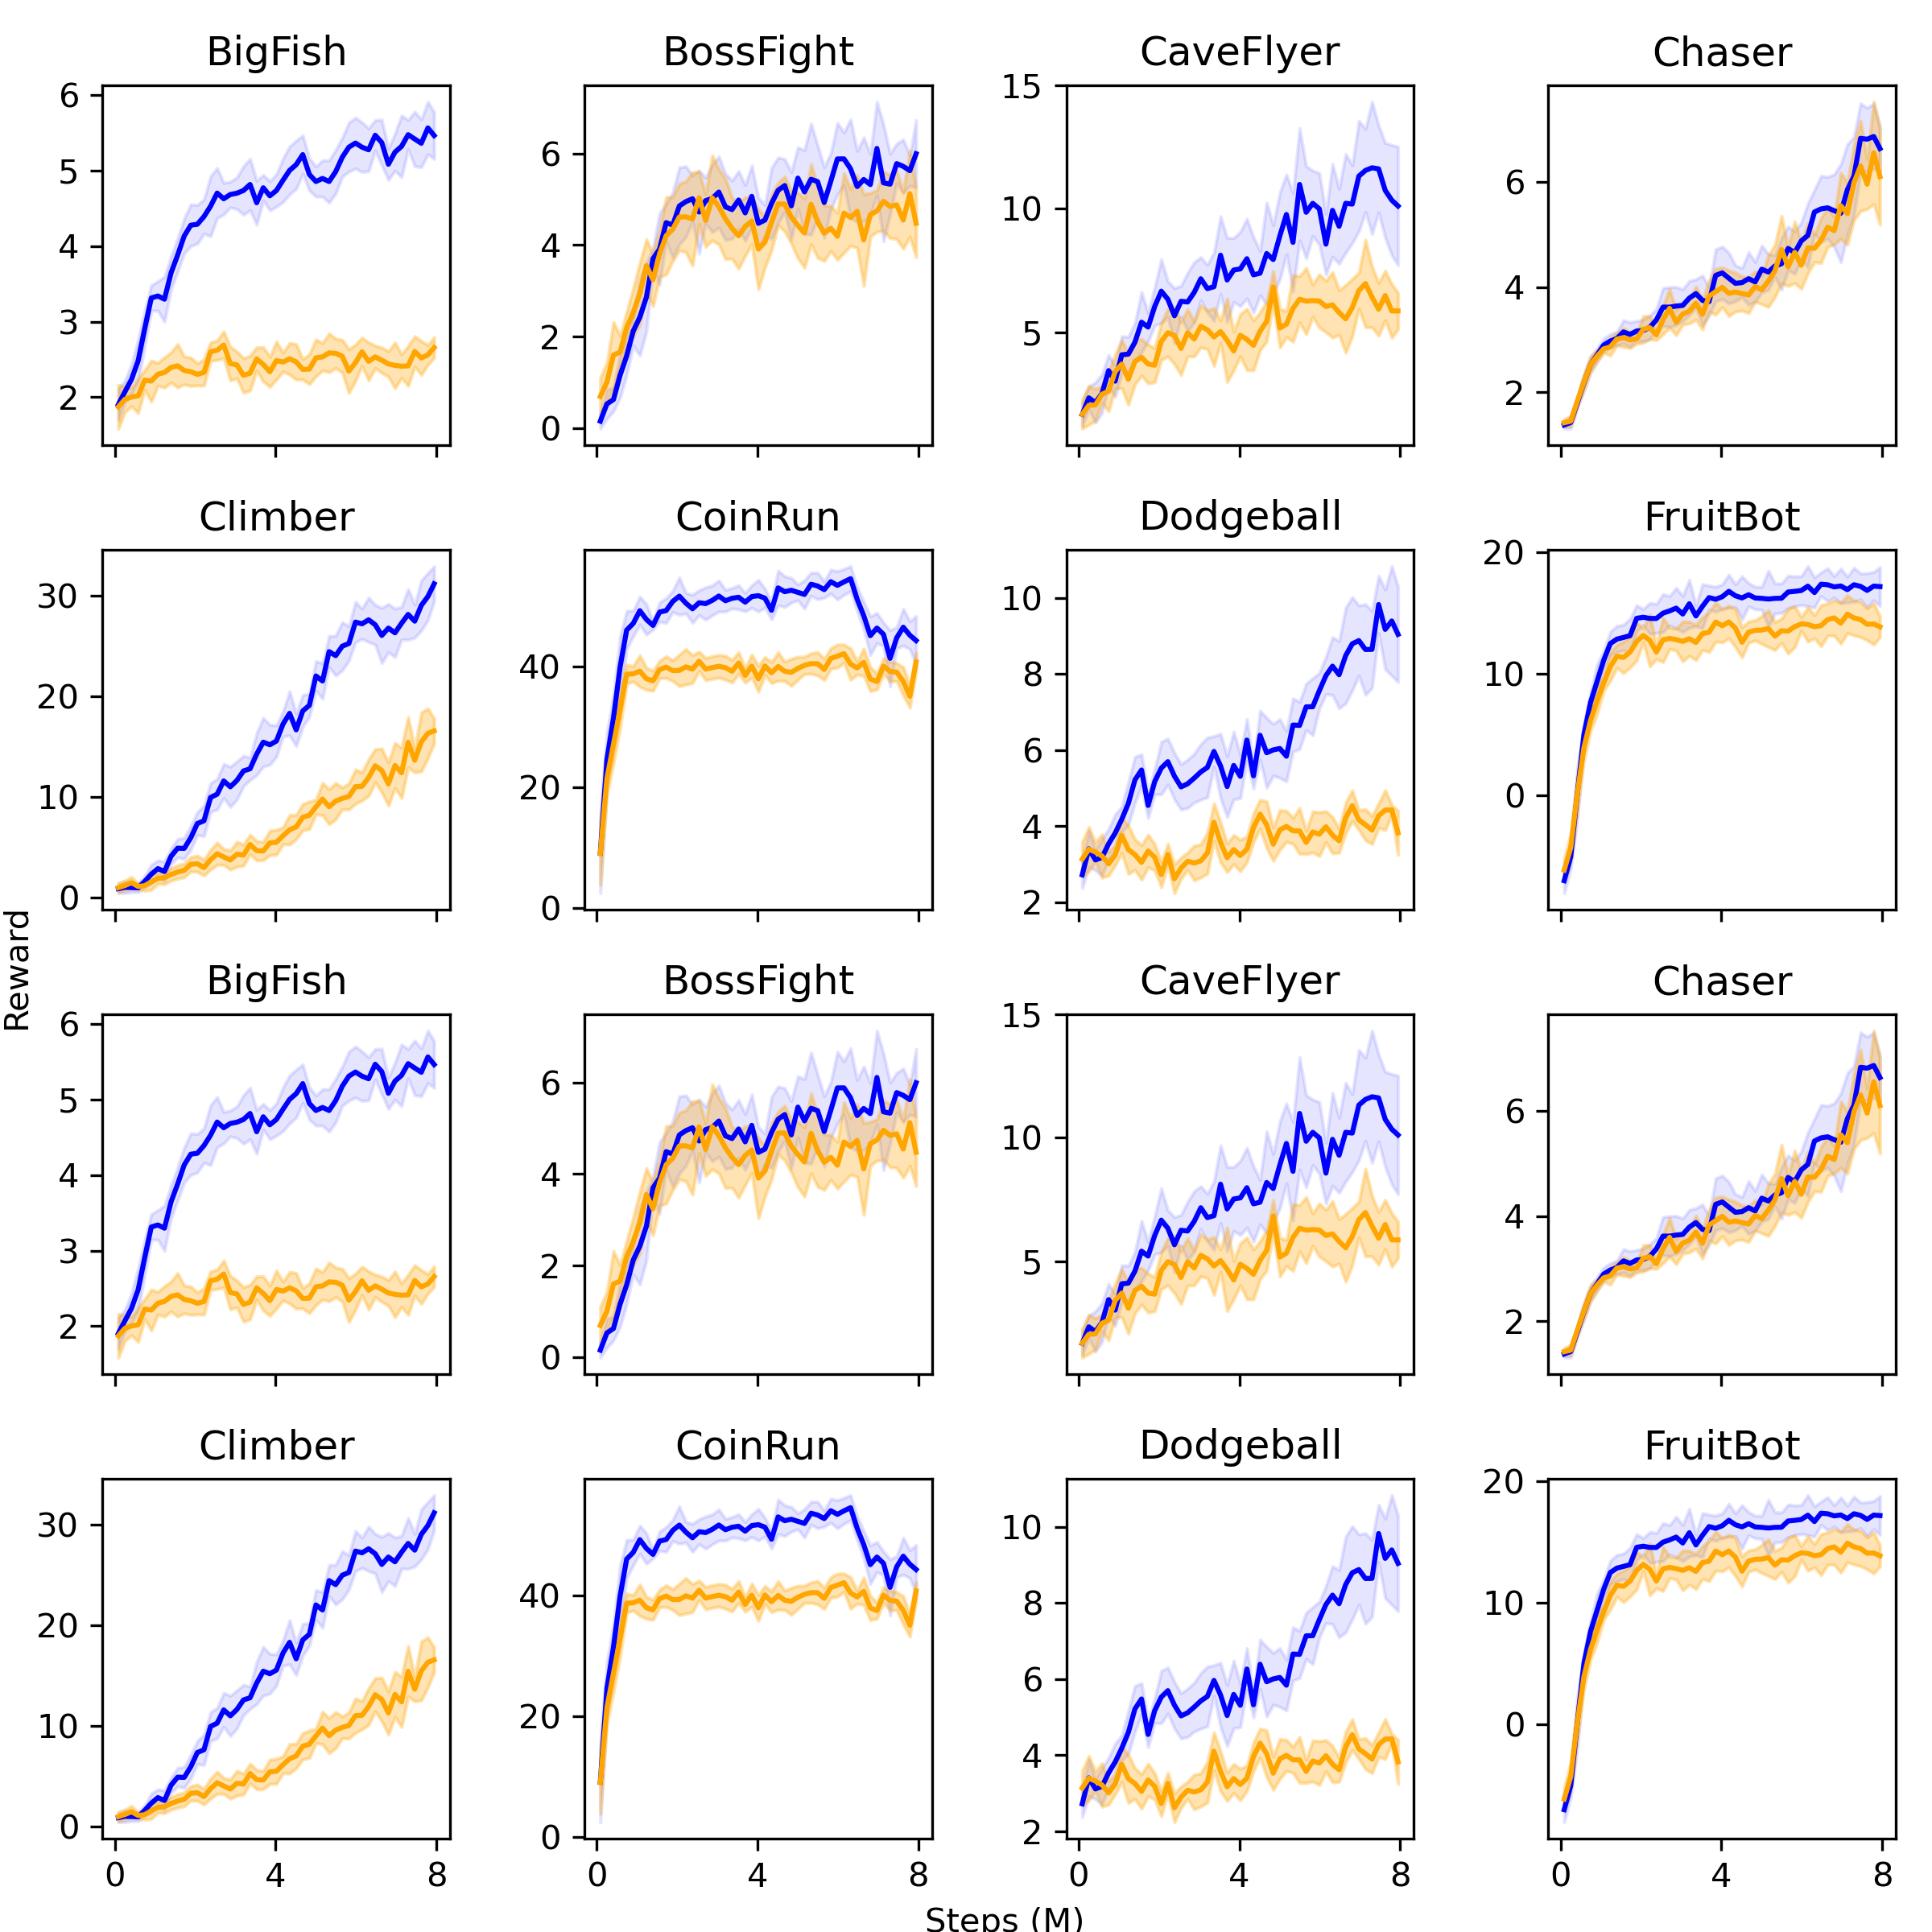 BigFish BossFight CaveFlyer Chaser
6 5 4 3 2
6 4 2 0
15 10 5
6 4 2
Climber CoinRun Dodgeball FruitBot
30 20 10 0
40 20 0
10 8 6 4 2
20 10 0
Reward
BigFish BossFight CaveFlyer Chaser
6 5 4 3 2
6 4 2 0
15 10 5
6 4 2
Climber CoinRun Dodgeball FruitBot
30 20 10 0
40 20 0
10 8 6 4 2
20 10 0
0 4 8 0 4 8 0 4 8 0 4 8
Steps (M)